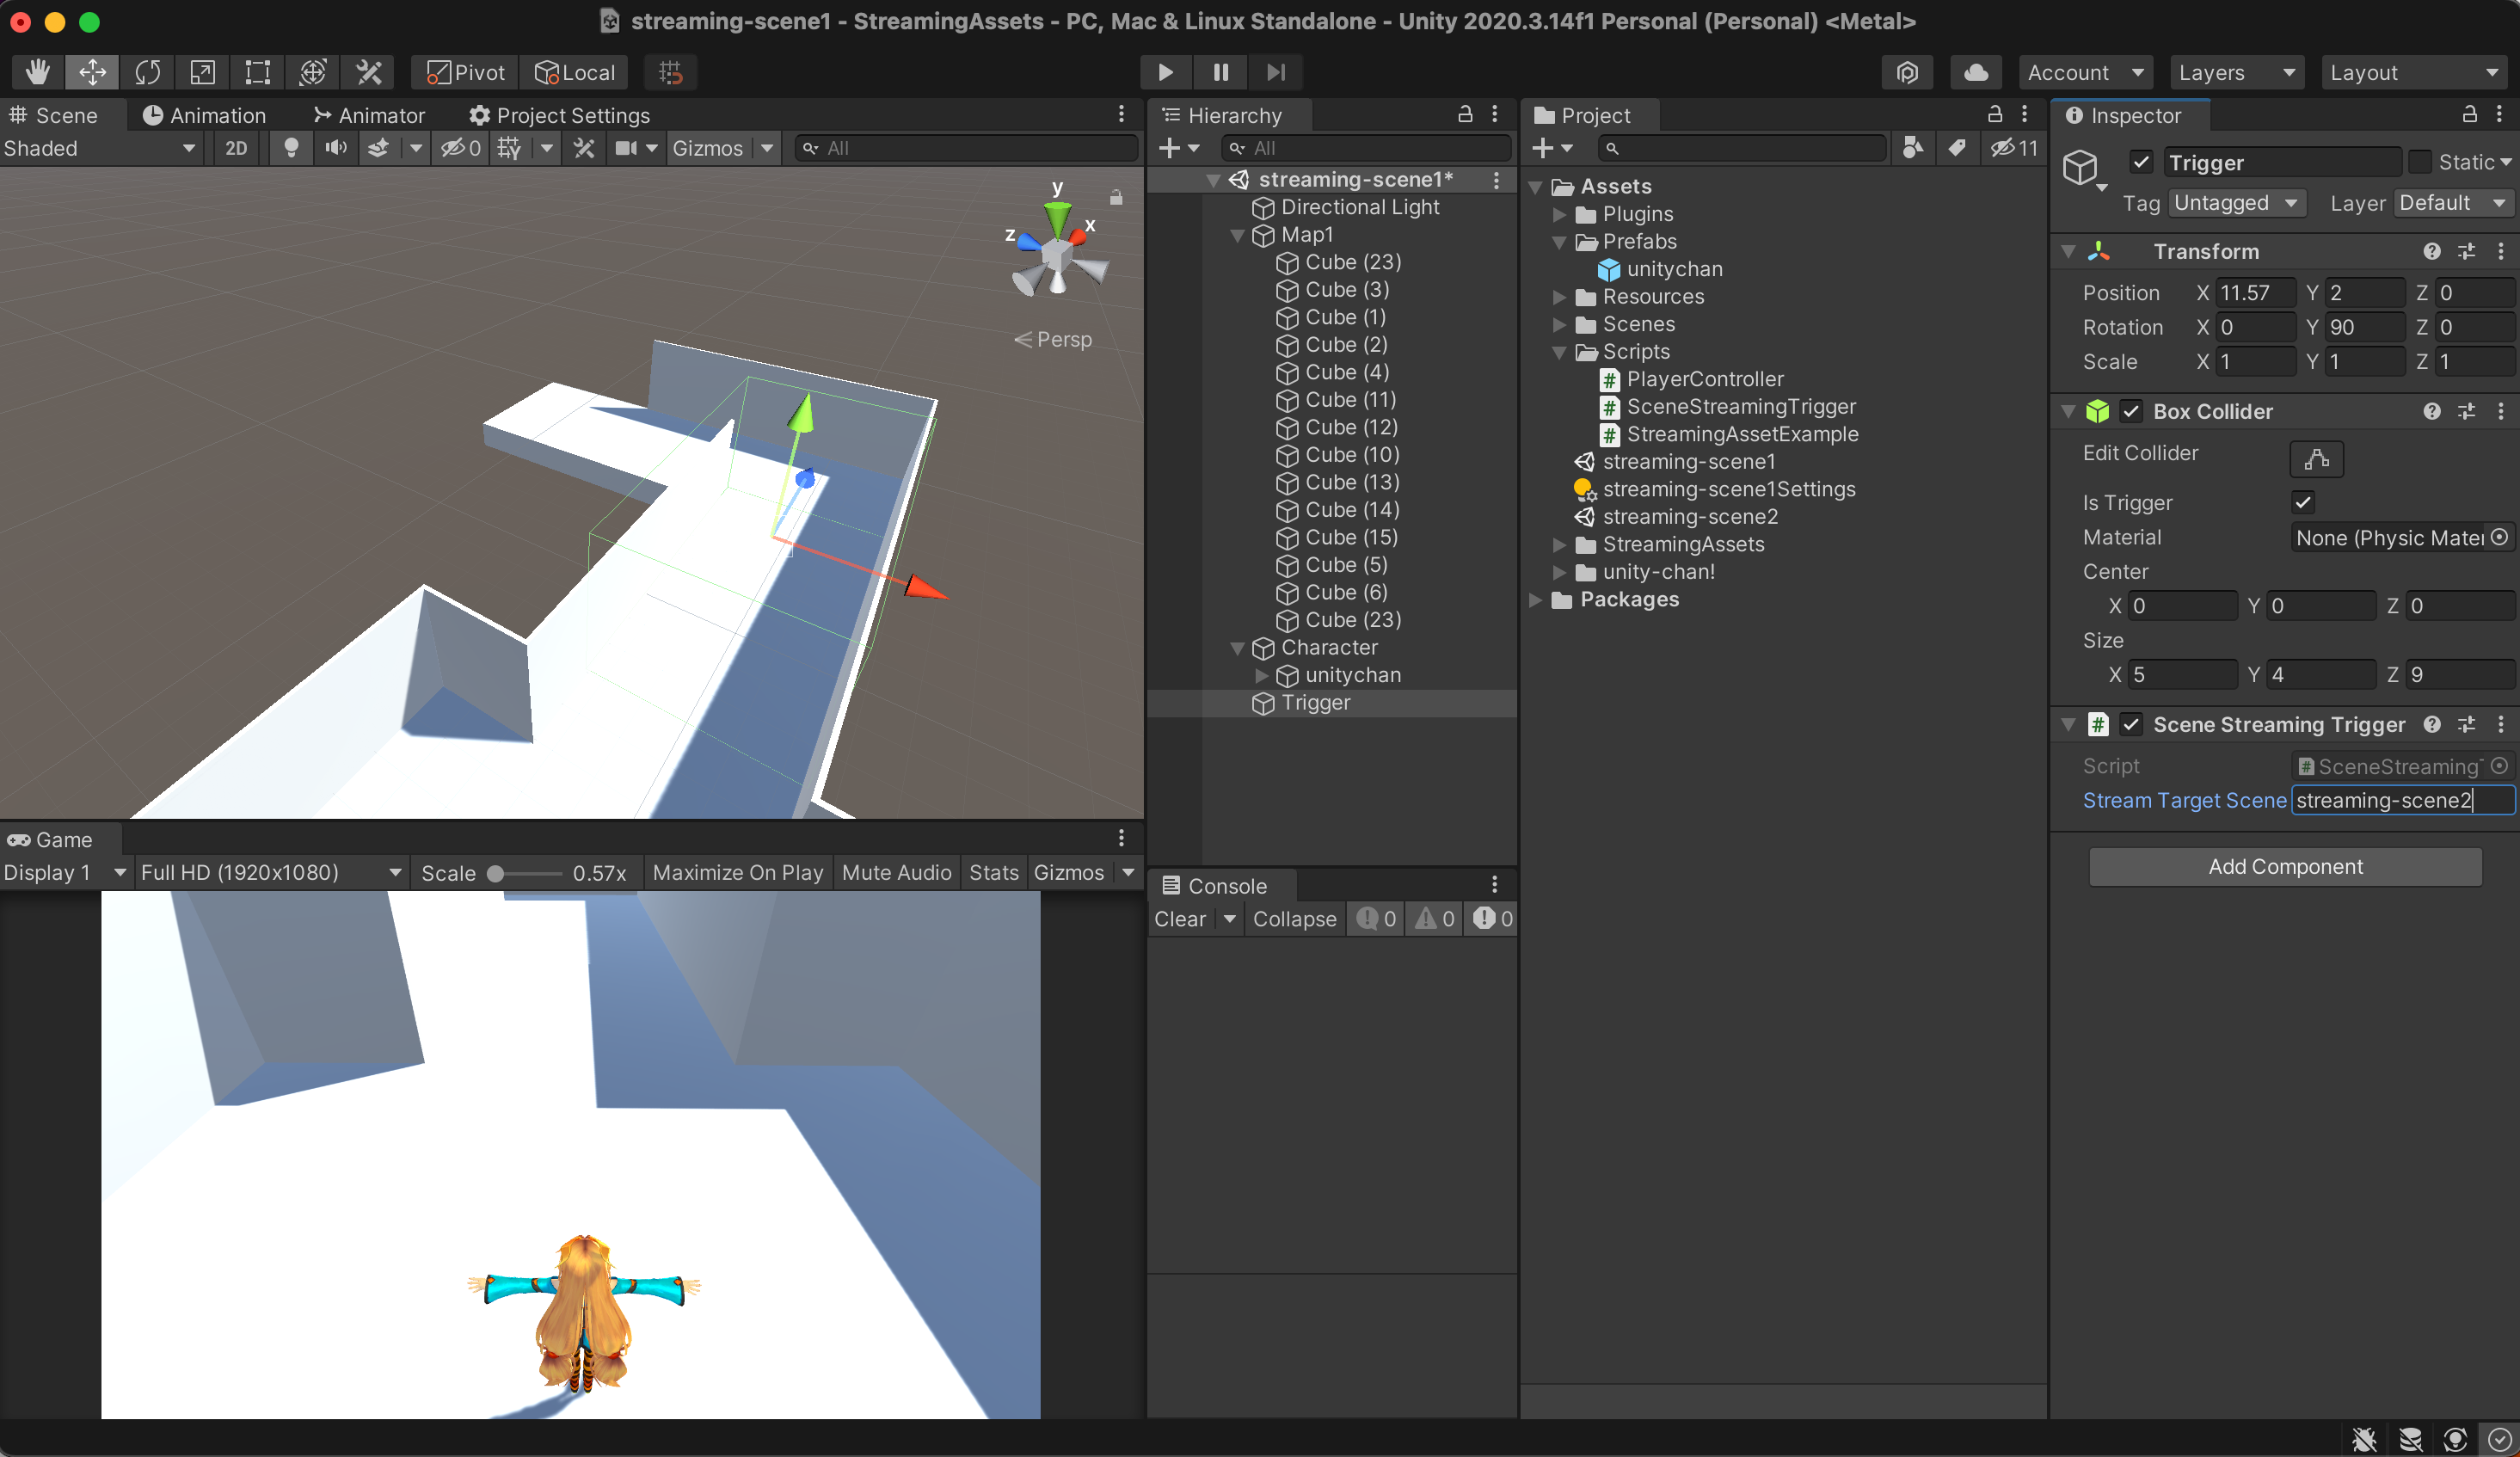 streaming-scene1 - StreamingAssets - PC, Mac & Linux Standalone - Unity 2020.3.14f1 Personal (Personal) <Metal>
Pivot Local
Account Layers Layout
Scene Animation Animator Project Settings
Shaded 2D 0 Gizmos All
y
x
z
Persp
Game
Display 1 Full HD (1920x1080) Scale 0.57x Maximize On Play Mute Audio Stats Gizmos
Hierarchy
All
streaming-scene1*
Directional Light
Map1
Cube (23)
Cube (3)
Cube (1)
Cube (2)
Cube (4)
Cube (11)
Cube (12)
Cube (10)
Cube (13)
Cube (14)
Cube (15)
Cube (5)
Cube (6)
Cube (23)
Character
unitychan
Trigger
Console
Clear Collapse 0 0 0
Project
11
Assets
Plugins
Prefabs
unitychan
Resources
Scenes
Scripts
PlayerController
SceneStreamingTrigger
StreamingAssetExample
streaming-scene1
streaming-scene1Settings
streaming-scene2
StreamingAssets
unity-chan!
Packages
Inspector
Trigger Static
Tag Untagged Layer Default
Transform
Position X 11.57 Y 2 Z 0
Rotation X 0 Y 90 Z 0
Scale X 1 Y 1 Z 1
Box Collider
Edit Collider
Is Trigger
Material None (Physic Mater
Center
X 0 Y 0 Z 0
Size
X 5 Y 4 Z 9
# Scene Streaming Trigger
Script # SceneStreaming
Stream Target Scene streaming-scene2
Add Component